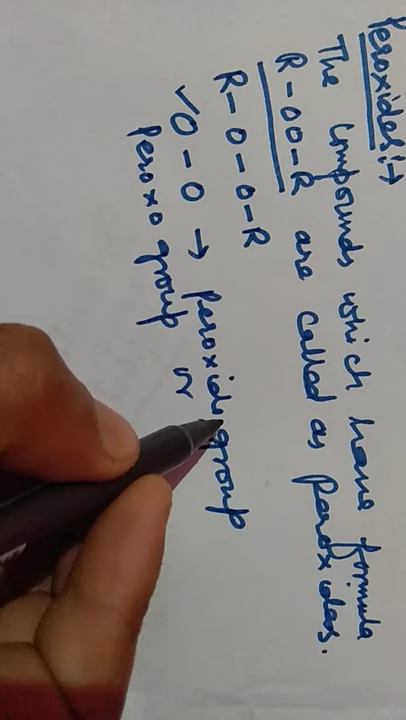 Peroxides:→
The compounds which have formula
R-OO-R are called as peroxides.
R-O-O-R
✓O-O → Peroxide group
peroxo group or